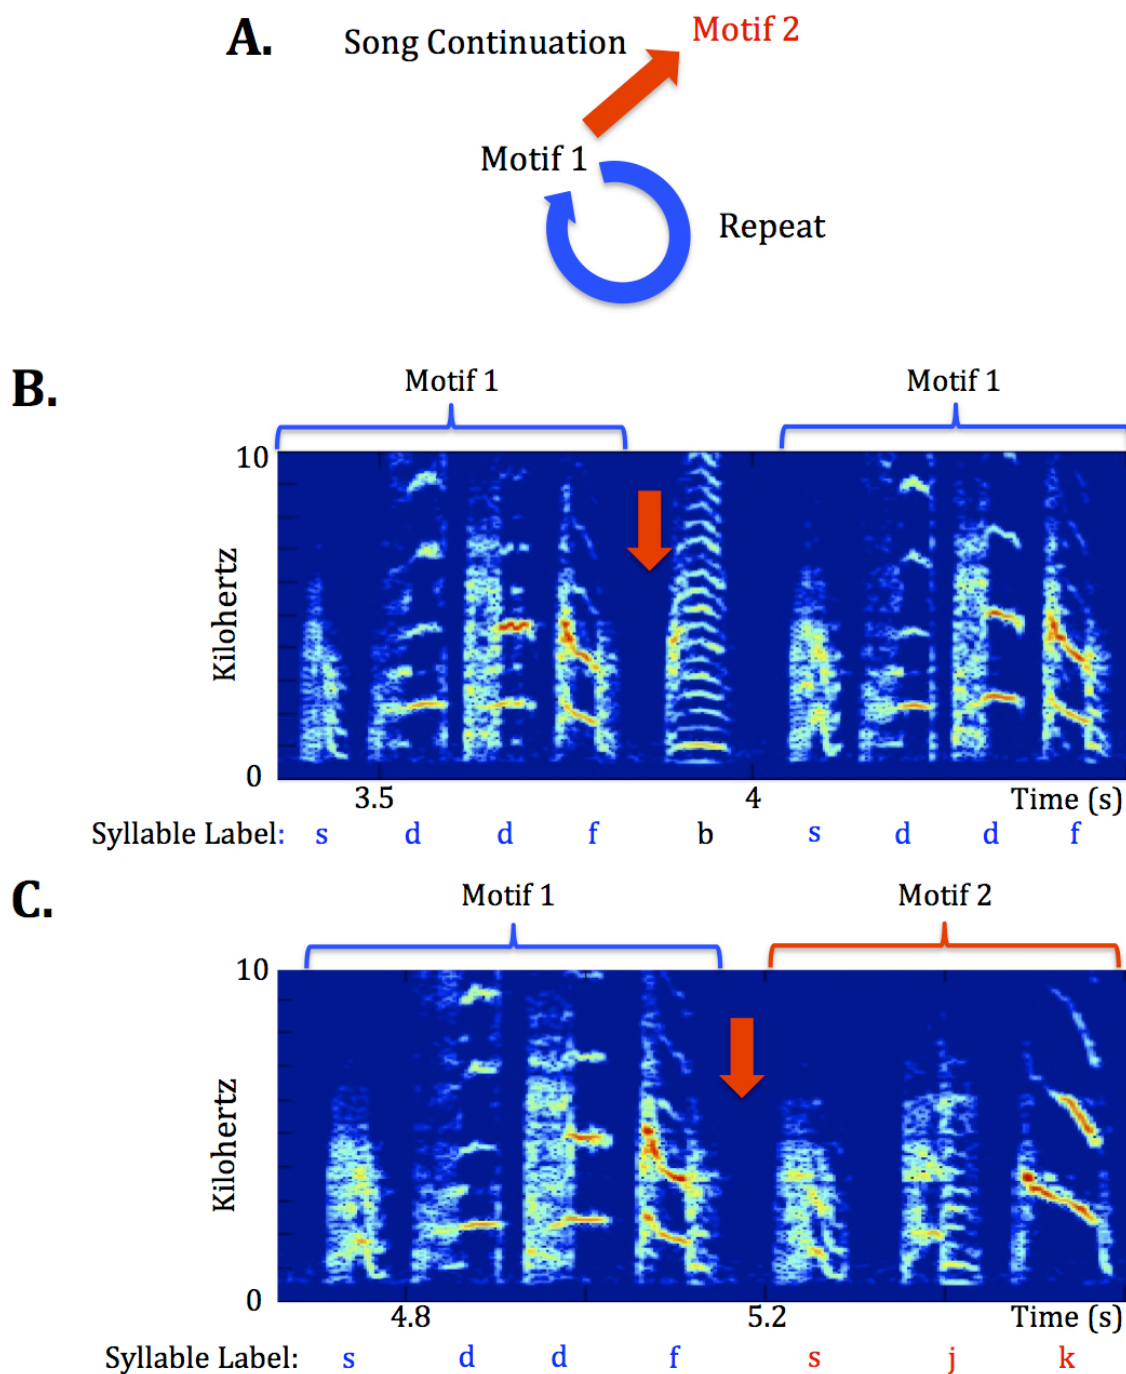 A.
Song Continuation
Motif 2
Motif 1
Repeat
B.
Motif 1 Motif 1
10
Kilohertz
0
3.5 4 Time (s)
Syllable Label: s d d f b s d d f
C.
Motif 1 Motif 2
10
Kilohertz
0
4.8 5.2 Time (s)
Syllable Label: s d d f s j k